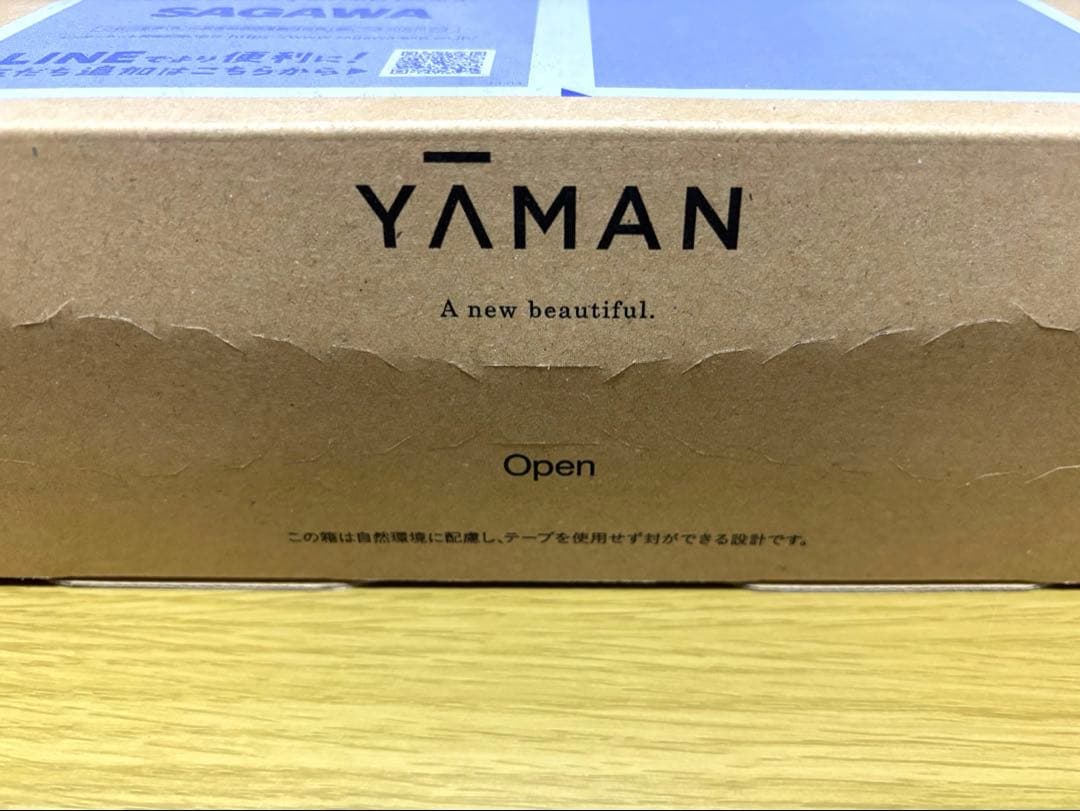 SAGAWA
LINEでより便利に!
友だち追加はこちらから▶
YAMAN
A new beautiful.
Open
この箱は自然環境に配慮し、テープを使用せず封ができる設計です。